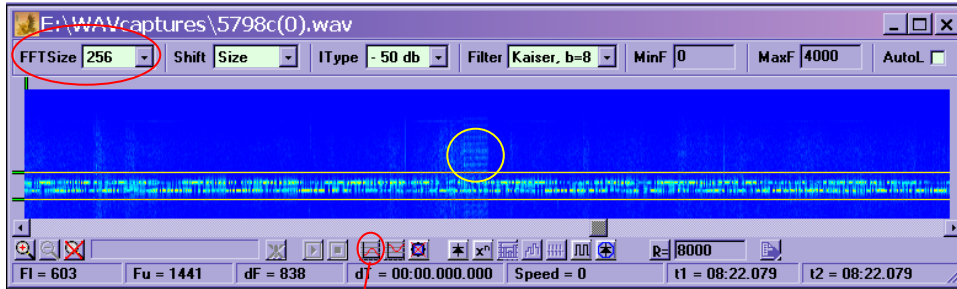 E:\WAVcaptures\5798c(0).wav
FFTSize 256 Shift Size IType - 50 db Filter Kaiser, b=8 MinF 0 MaxF 4000 AutoL
xⁿ R= 8000
Fl = 603 Fu = 1441 dF = 838 dT = 00:00.000.000 Speed = 0 t1 = 08:22.079 t2 = 08:22.079